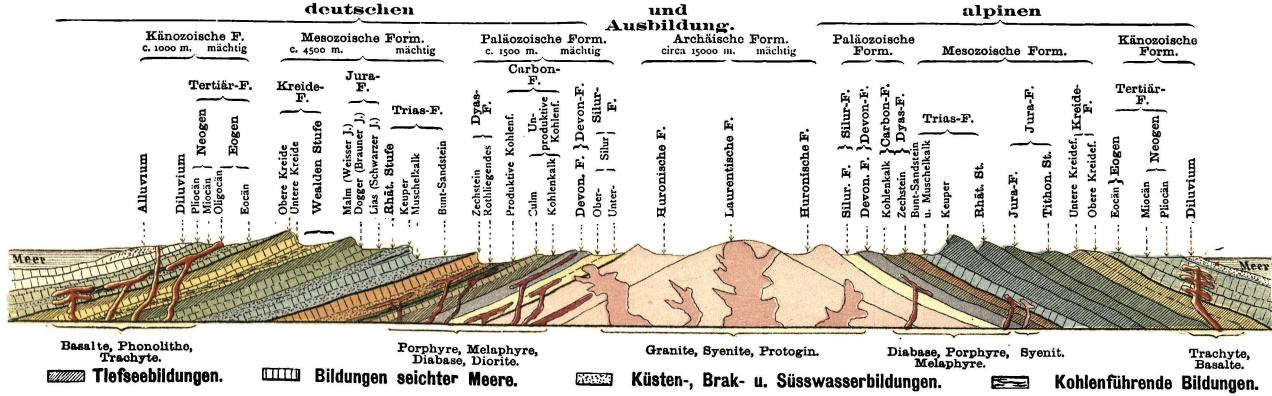 deutschen
und
Ausbildung.
alpinen
Känozoische F.
c. 1000 m. mächtig
Mesozoische Form.
c. 4500 m. mächtig
Paläozoische Form.
c. 1500 m. mächtig
Archäische Form.
circa 15000 m. mächtig
Paläozoische
Form.
Mesozoische Form.
Känozoische
Form.
Tertiär-F.
Kreide-
F.
Jura-
F.
Trias-F.
Carbon-
F.
Trias-F.
Tertiär-
F.
Alluvium
Diluvium
Pliocän
Miocän
Neogen
Oligocän
Eocän
Eogen
Obere Kreide
Untere Kreide
Wealden Stufe
Malm (Weisser J.)
Dogger (Brauner J.)
Lias (Schwarzer J.)
Rhät. Stufe
Keuper
Muschelkalk
Bunt-Sandstein
Zechstein
Rothliegendes
Dyas-
F.
Produktive Kohlenf.
Culm
Kohlenkalk
Un-
produktive
Kohlenf.
Devon. F.
Devon-F.
Ober-
Unter-
Silur
Silur-
F.
Huronische F.
Laurentische F.
Huronische F.
Silur. F.
Silur-F.
Devon. F.
Devon-F.
Kohlenkalk
Carbon-F.
Zechstein
Dyas-F.
Bunt-Sandstein
u. Muschelkalk
Keuper
Rhät. St.
Jura-F.
Tithon. St.
Jura-F.
Untere Kreidef.
Obere Kreidef.
Kreide-
F.
Eocän
Eogen
Miocän
Pliocän
Neogen
Diluvium
Meer
Meer
Basalte, Phonolithe,
Trachyte.
Porphyre, Melaphyre,
Diabase, Diorite.
Granite, Syenite, Protogin.
Diabase, Porphyre,
Melaphyre.
Syenit.
Trachyte,
Basalte.
Tiefseebildungen.
Bildungen seichter Meere.
Küsten-, Brak- u. Süsswasserbildungen.
Kohlenführende Bildungen.